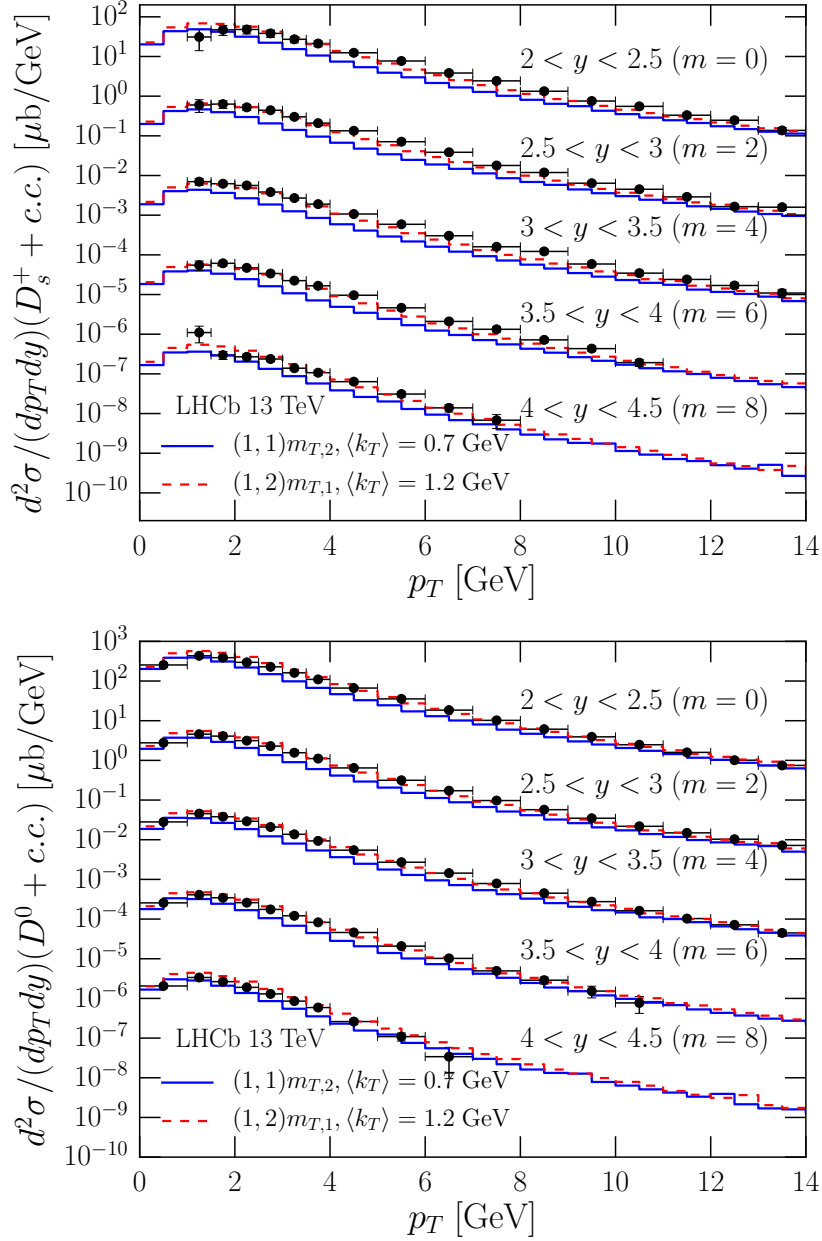 10^2
10^1
10^0
10^{-1}
10^{-2}
10^{-3}
10^{-4}
10^{-5}
10^{-6}
10^{-7}
10^{-8}
10^{-9}
10^{-10}
d^2σ/(dp_T dy)(D_s^+ + c.c.) [μb/GeV]
2 < y < 2.5 (m = 0)
2.5 < y < 3 (m = 2)
3 < y < 3.5 (m = 4)
3.5 < y < 4 (m = 6)
4 < y < 4.5 (m = 8)
LHCb 13 TeV
(1, 1)m_{T,2}, ⟨k_T⟩ = 0.7 GeV
(1, 2)m_{T,1}, ⟨k_T⟩ = 1.2 GeV
0 2 4 6 8 10 12 14
p_T [GeV]
10^3
10^2
10^1
10^0
10^{-1}
10^{-2}
10^{-3}
10^{-4}
10^{-5}
10^{-6}
10^{-7}
10^{-8}
10^{-9}
10^{-10}
d^2σ/(dp_T dy)(D^0 + c.c.) [μb/GeV]
2 < y < 2.5 (m = 0)
2.5 < y < 3 (m = 2)
3 < y < 3.5 (m = 4)
3.5 < y < 4 (m = 6)
4 < y < 4.5 (m = 8)
LHCb 13 TeV
(1, 1)m_{T,2}, ⟨k_T⟩ = 0.7 GeV
(1, 2)m_{T,1}, ⟨k_T⟩ = 1.2 GeV
0 2 4 6 8 10 12 14
p_T [GeV]